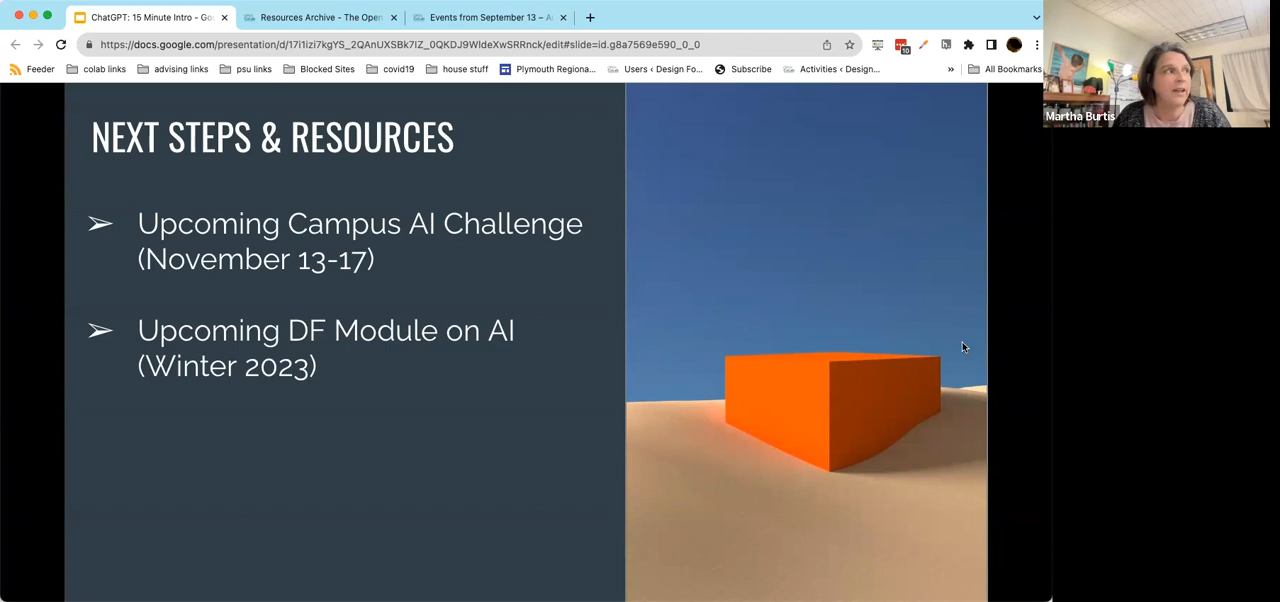 ChatGPT: 15 Minute Intro - Go
Resources Archive - The Open
Events from September 13 – A
https://docs.google.com/presentation/d/17i1izi7kgYS_2QAnUXSBk7IZ_0QKDJ9WIdeXwSRRnck/edit#slide=id.g8a7569e590_0_0
10
Feeder
colab links
advising links
psu links
Blocked Sites
covid19
house stuff
Plymouth Regiona...
Users ‹ Design Fo...
Subscribe
Activities ‹ Design...
»
All Bookmarks
Martha Burtis
NEXT STEPS & RESOURCES
➢ Upcoming Campus AI Challenge
(November 13-17)
➢ Upcoming DF Module on AI
(Winter 2023)